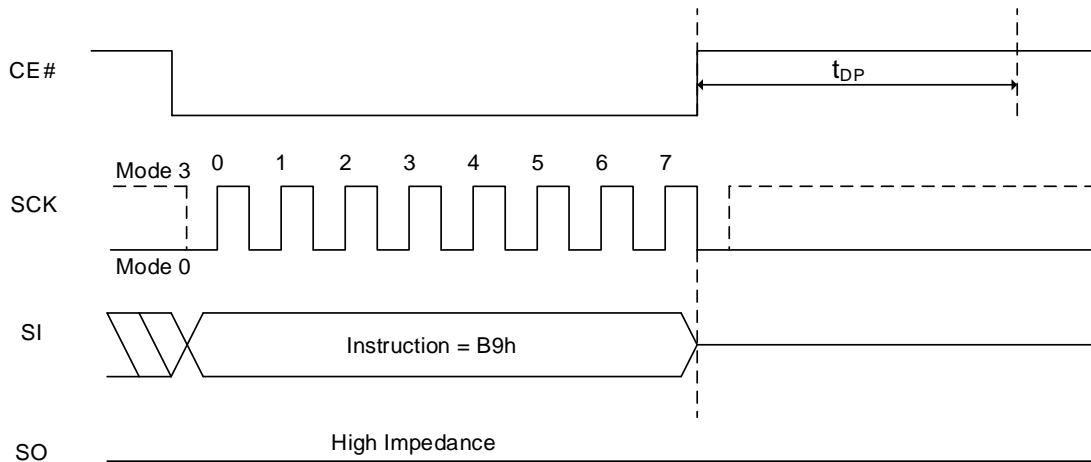 CE#
tDP
Mode 3
0 1 2 3 4 5 6 7
SCK
Mode 0
SI
Instruction = B9h
SO
High Impedance